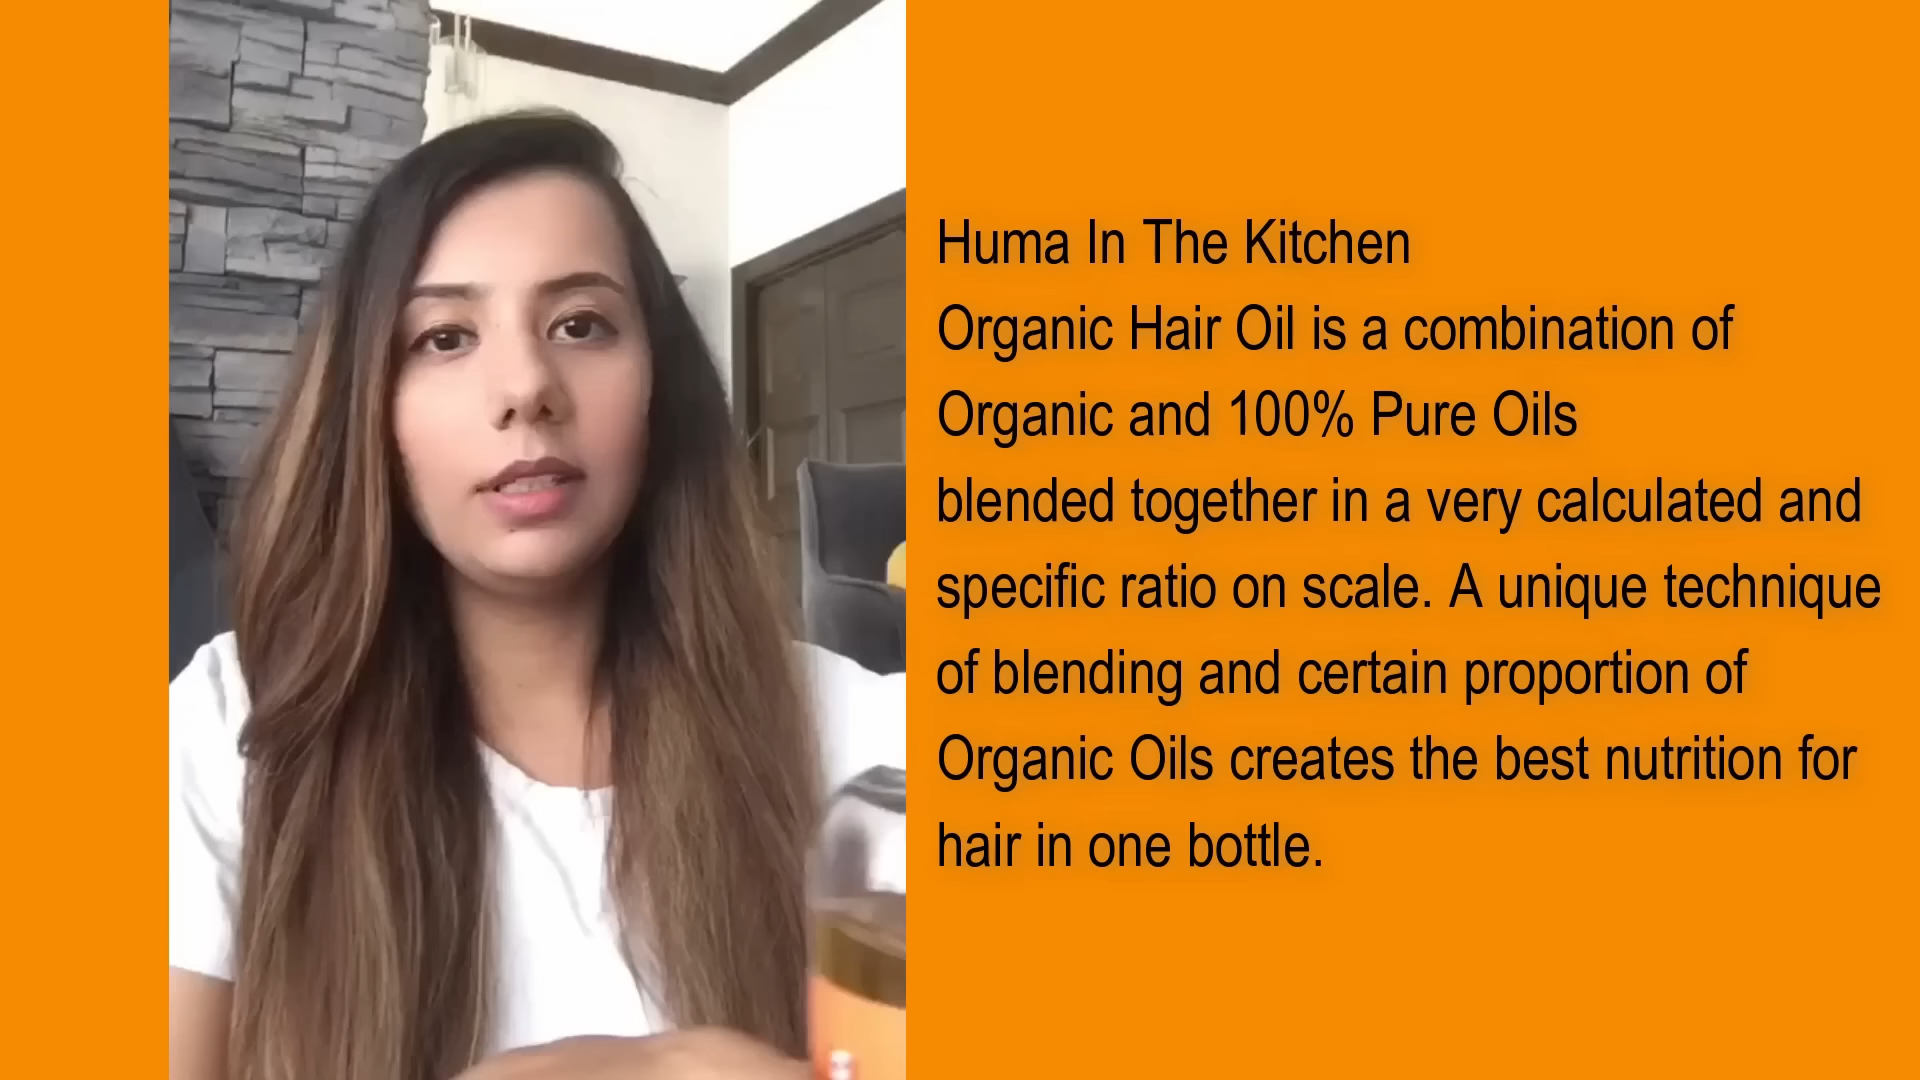 Huma In The Kitchen
Organic Hair Oil is a combination of
Organic and 100% Pure Oils
blended together in a very calculated and
specific ratio on scale. A unique technique
of blending and certain proportion of
Organic Oils creates the best nutrition for
hair in one bottle.